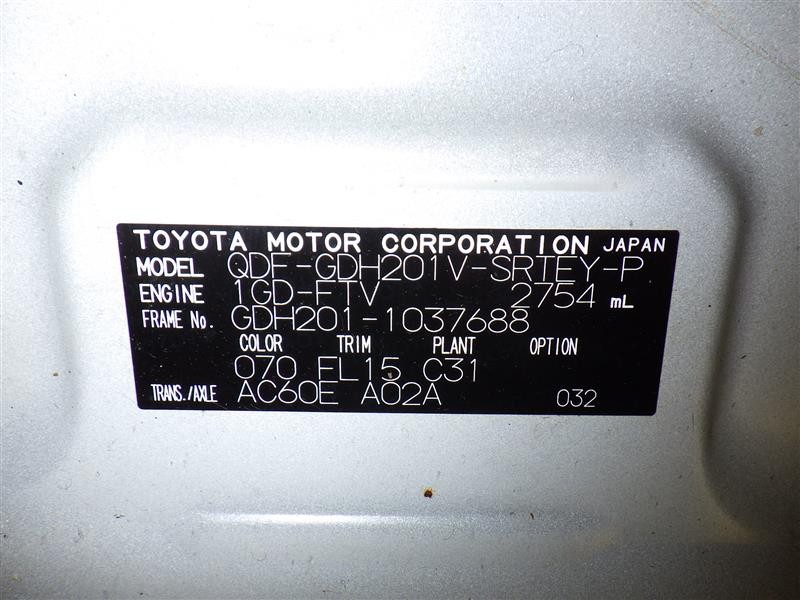 TOYOTA MOTOR CORPORATION JAPAN
MODEL QDF-GDH201V-SRTEY-P
ENGINE 1GD-FTV 2754 mL
FRAME No. GDH201-1037688
COLOR TRIM PLANT OPTION
070 FL15 C31
TRANS./AXLE AC60E A02A 032